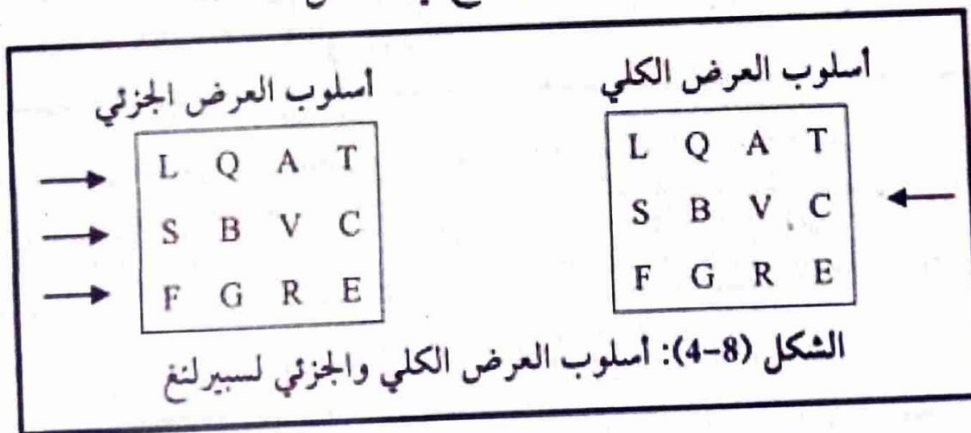 أسلوب العرض الكلي
L Q A T
S B V C
F G R E
أسلوب العرض الجزئي
L Q A T
S B V C
F G R E
الشكل (8-4): أسلوب العرض الكلي والجزئي لسبيرلنغ